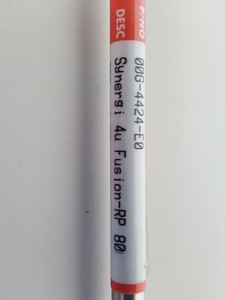 P/NO 00G-4424-E0
DESC Synergi 4u Fusion-RP 80